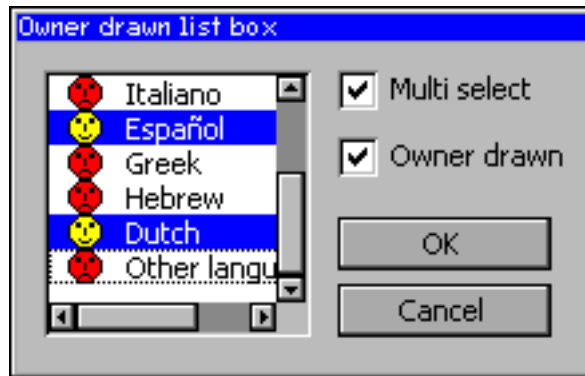 Owner drawn list box
Italiano
Español
Greek
Hebrew
Dutch
Other langu
Multi select
Owner drawn
OK
Cancel